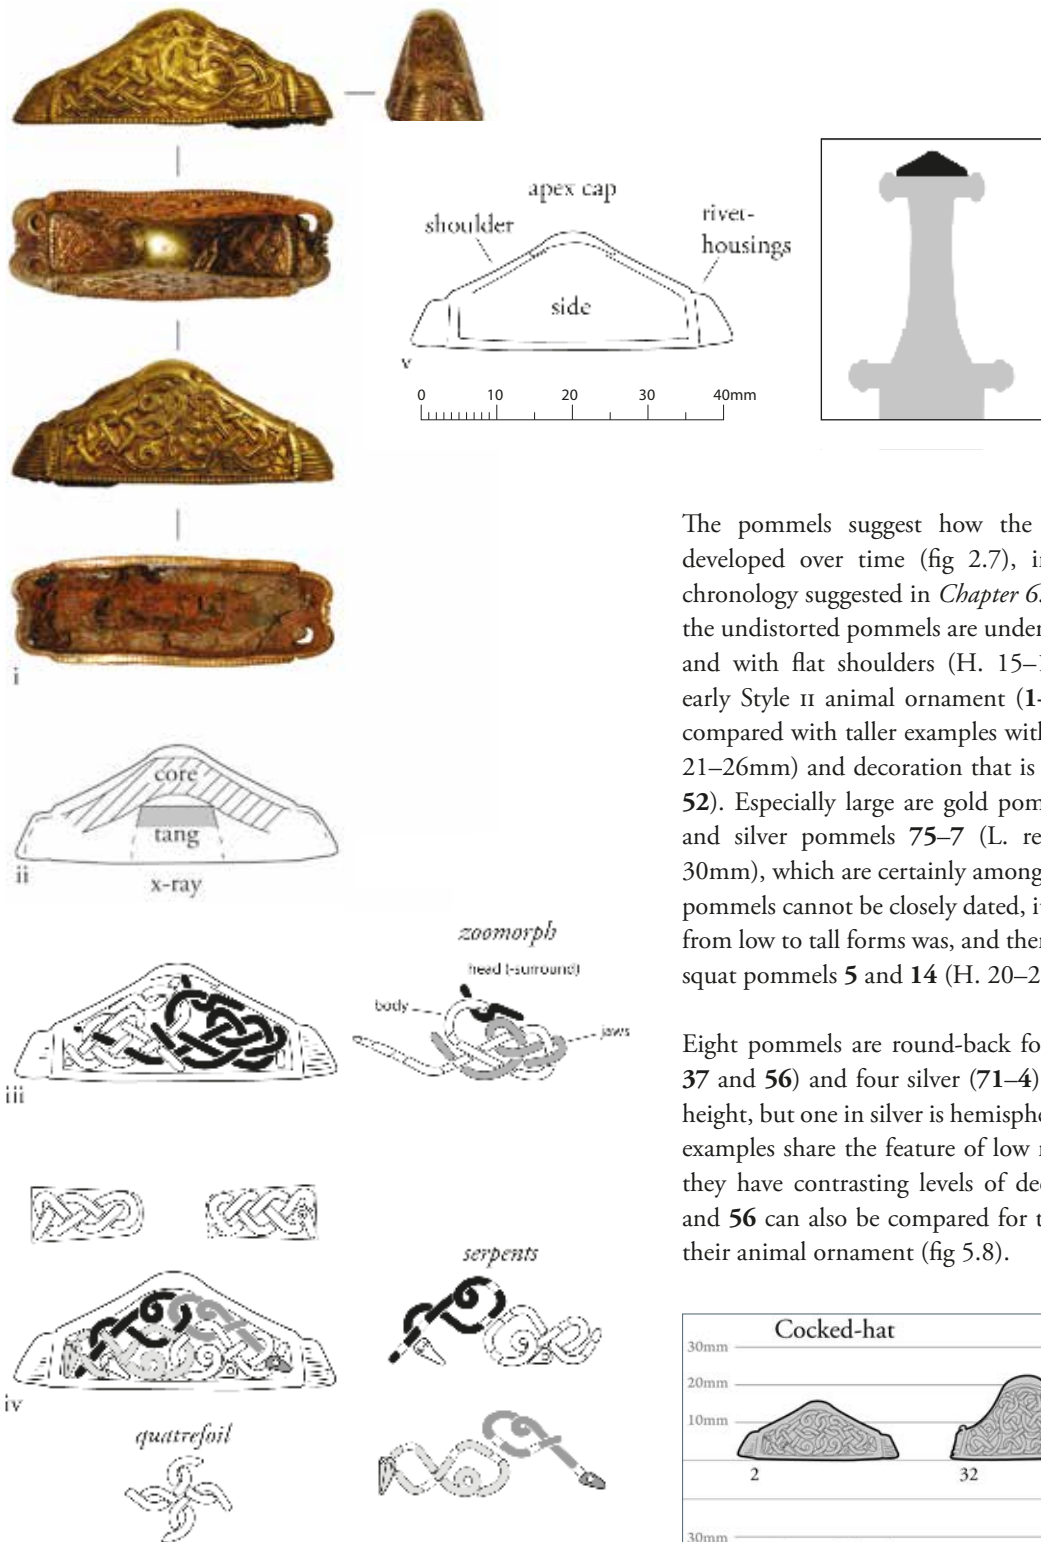 apex cap
shoulder
rivet-
housings
side
v
0 10 20 30 40mm
i
core
tang
ii
x-ray
zoomorph
head (-surround)
body
jaws
iii
serpents
iv
quatrefoil
The pommels suggest how the
developed over time (fig 2.7), i
chronology suggested in Chapter 6.
the undistorted pommels are under
and with flat shoulders (H. 15–1
early Style II animal ornament (1-
compared with taller examples with
21–26mm) and decoration that is
52). Especially large are gold pom
and silver pommels 75–7 (L. re
30mm), which are certainly among
pommels cannot be closely dated, i
from low to tall forms was, and ther
squat pommels 5 and 14 (H. 20–2
Eight pommels are round-back fo
37 and 56) and four silver (71–4)
height, but one in silver is hemisphe
examples share the feature of low r
they have contrasting levels of de
and 56 can also be compared for t
their animal ornament (fig 5.8).
Cocked-hat
30mm
20mm
10mm
2 32
30mm